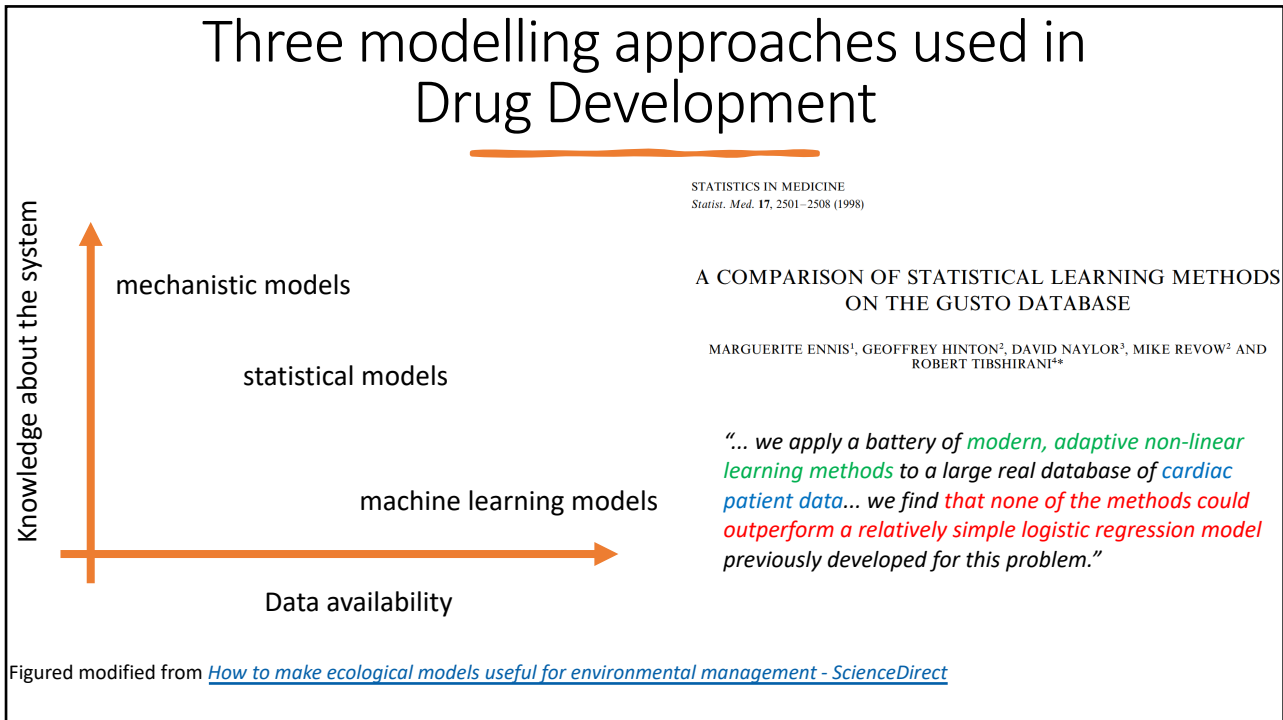 Three modelling approaches used in
Drug Development
Knowledge about the system
mechanistic models
statistical models
machine learning models
Data availability
STATISTICS IN MEDICINE
Statist. Med. 17, 2501–2508 (1998)
A COMPARISON OF STATISTICAL LEARNING METHODS
ON THE GUSTO DATABASE
MARGUERITE ENNIS¹, GEOFFREY HINTON², DAVID NAYLOR³, MIKE REVOW² AND
ROBERT TIBSHIRANI⁴*
“... we apply a battery of modern, adaptive non-linear
learning methods to a large real database of cardiac
patient data... we find that none of the methods could
outperform a relatively simple logistic regression model
previously developed for this problem.”
Figured modified from How to make ecological models useful for environmental management - ScienceDirect